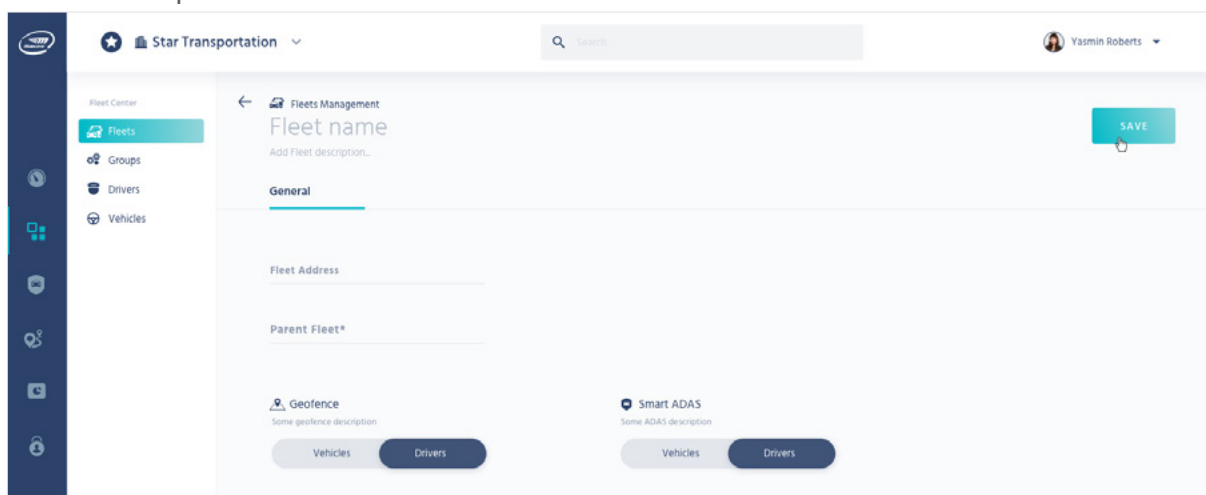 Star Transportation
Search
Yasmin Roberts
Fleet Center
Fleets
Groups
Drivers
Vehicles
Fleets Management
Fleet name
Add Fleet description...
SAVE
General
Fleet Address
Parent Fleet*
Geofence
Some geofence description
Vehicles Drivers
Smart ADAS
Some ADAS description
Vehicles Drivers